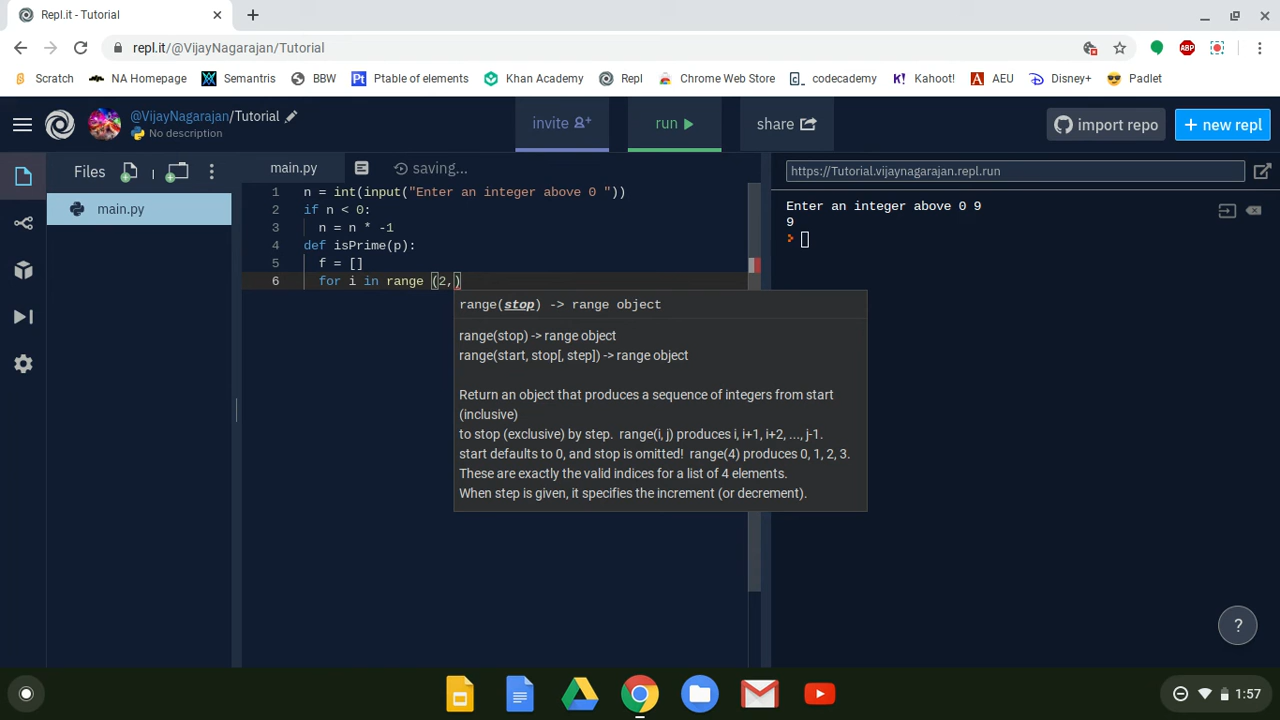 Repl.it - Tutorial
repl.it/@VijayNagarajan/Tutorial
ABP
Scratch NA Homepage Semantris BBW Pt Ptable of elements Khan Academy Repl Chrome Web Store codecademy K! Kahoot! A AEU Disney+ Padlet
@VijayNagarajan/Tutorial
No description
invite
run
share
import repo
+ new repl
Files
main.py
saving...
https://Tutorial.vijaynagarajan.repl.run
main.py
1 n = int(input("Enter an integer above 0 "))
2 if n < 0:
3 n = n * -1
4 def isPrime(p):
5 f = []
6 for i in range (2,)
range(stop) -> range object
range(stop) -> range object
range(start, stop[, step]) -> range object
Return an object that produces a sequence of integers from start
(inclusive)
to stop (exclusive) by step. range(i, j) produces i, i+1, i+2, ..., j-1.
start defaults to 0, and stop is omitted! range(4) produces 0, 1, 2, 3.
These are exactly the valid indices for a list of 4 elements.
When step is given, it specifies the increment (or decrement).
Enter an integer above 0 9
9
?
1:57